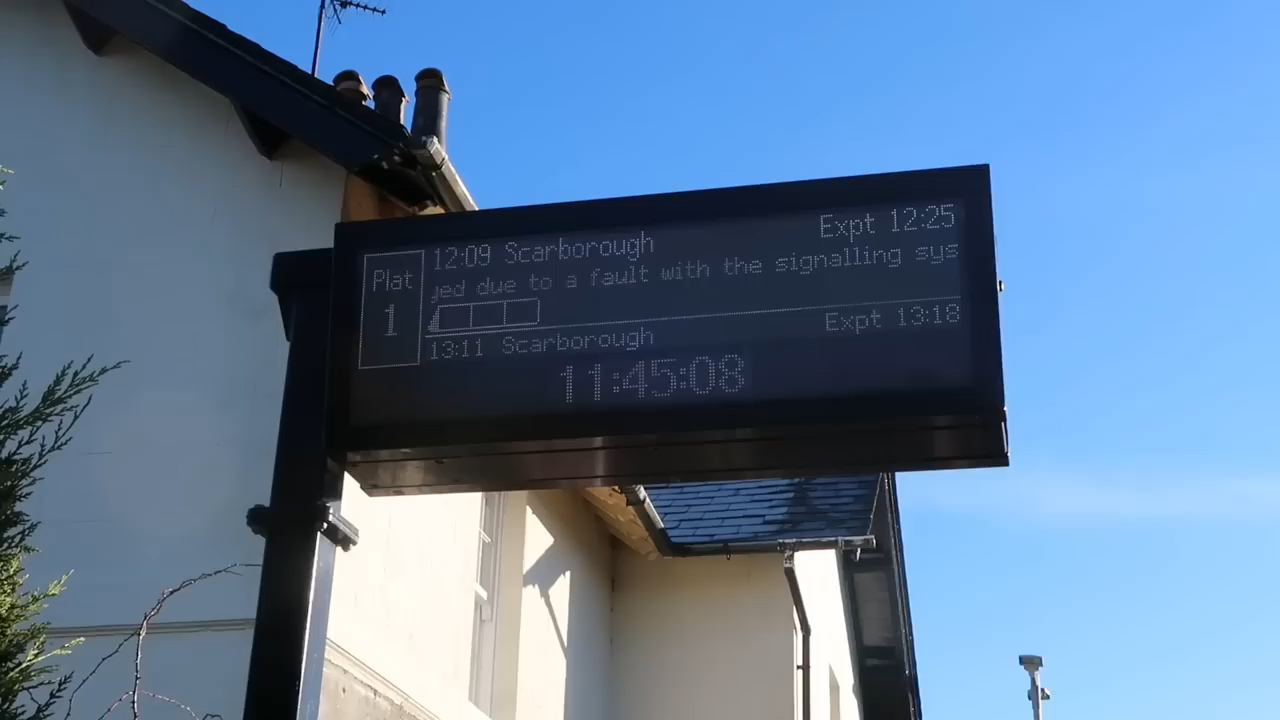 Plat
1
12:09 Scarborough Expt 12:25
yed due to a fault with the signalling sys
13:11 Scarborough Expt 13:18
11:45:08